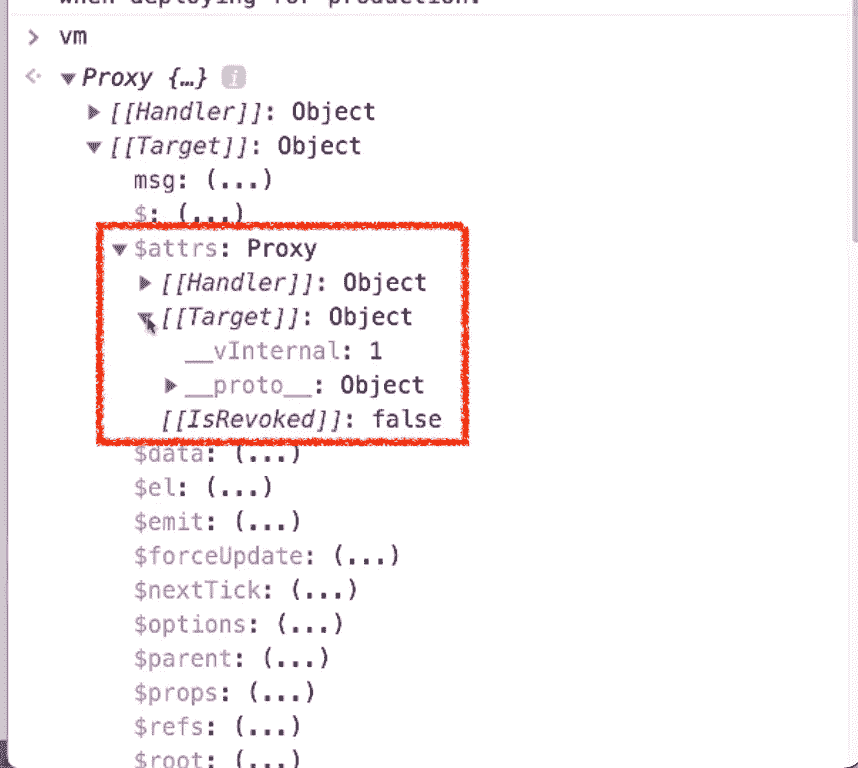 when deploying for production.
> vm
Proxy {…} i
[[Handler]]: Object
[[Target]]: Object
msg: (...)
$: (...)
$attrs: Proxy
[[Handler]]: Object
[[Target]]: Object
__vInternal: 1
__proto__: Object
[[IsRevoked]]: false
$data: (...)
$el: (...)
$emit: (...)
$forceUpdate: (...)
$nextTick: (...)
$options: (...)
$parent: (...)
$props: (...)
$refs: (...)
$root: (...)